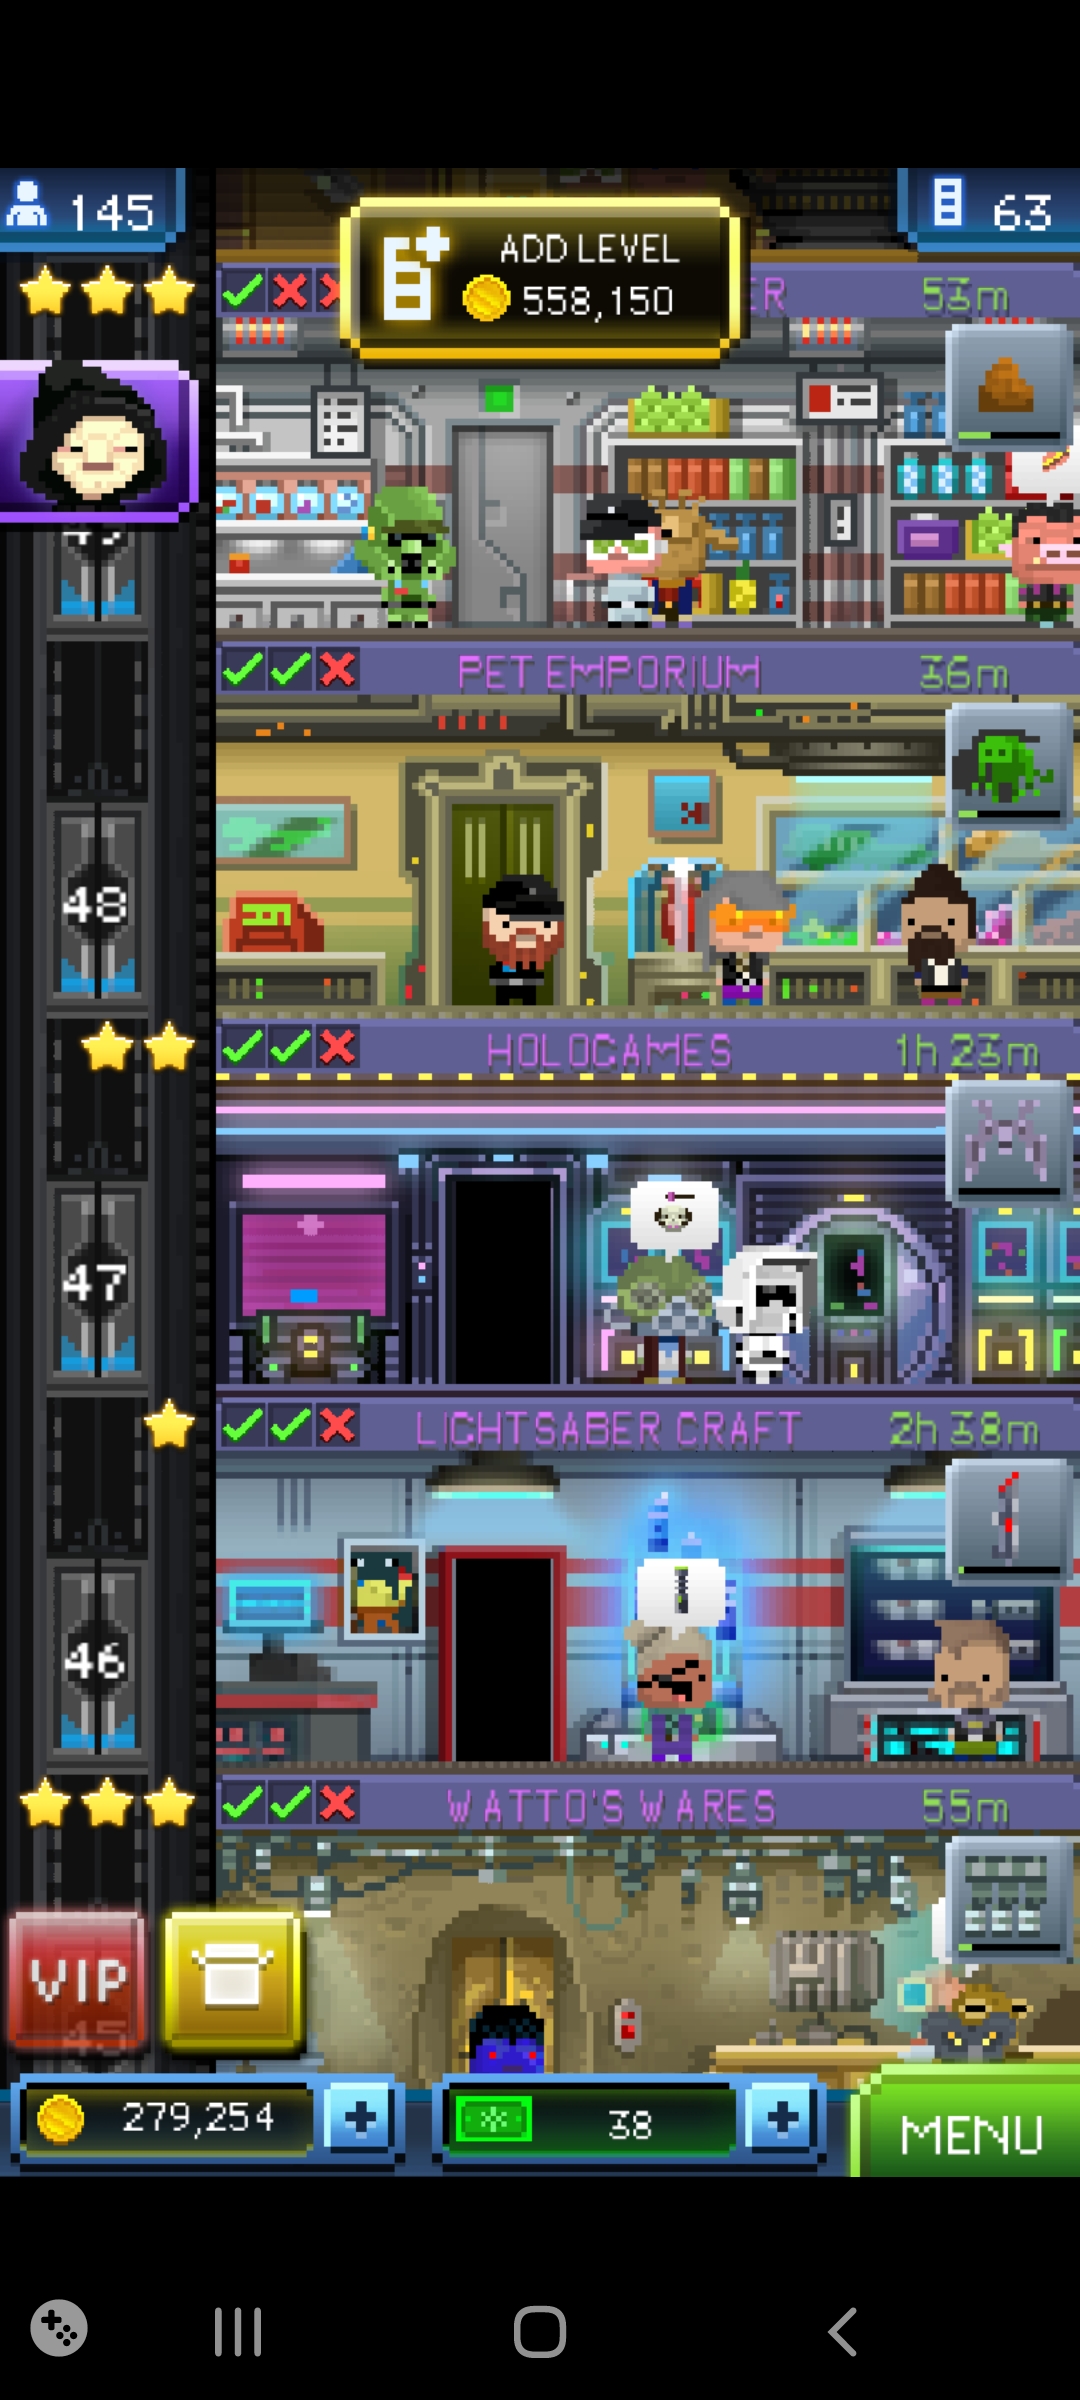 145
ADD LEVEL
558,150
63
ER 53m
PET EMPORIUM 36m
48
HOLOGAMES 1h 23m
47
LIGHTSABER CRAFT 2h 38m
46
WATTO'S WARES 55m
VIP
45
279,254
38
MENU